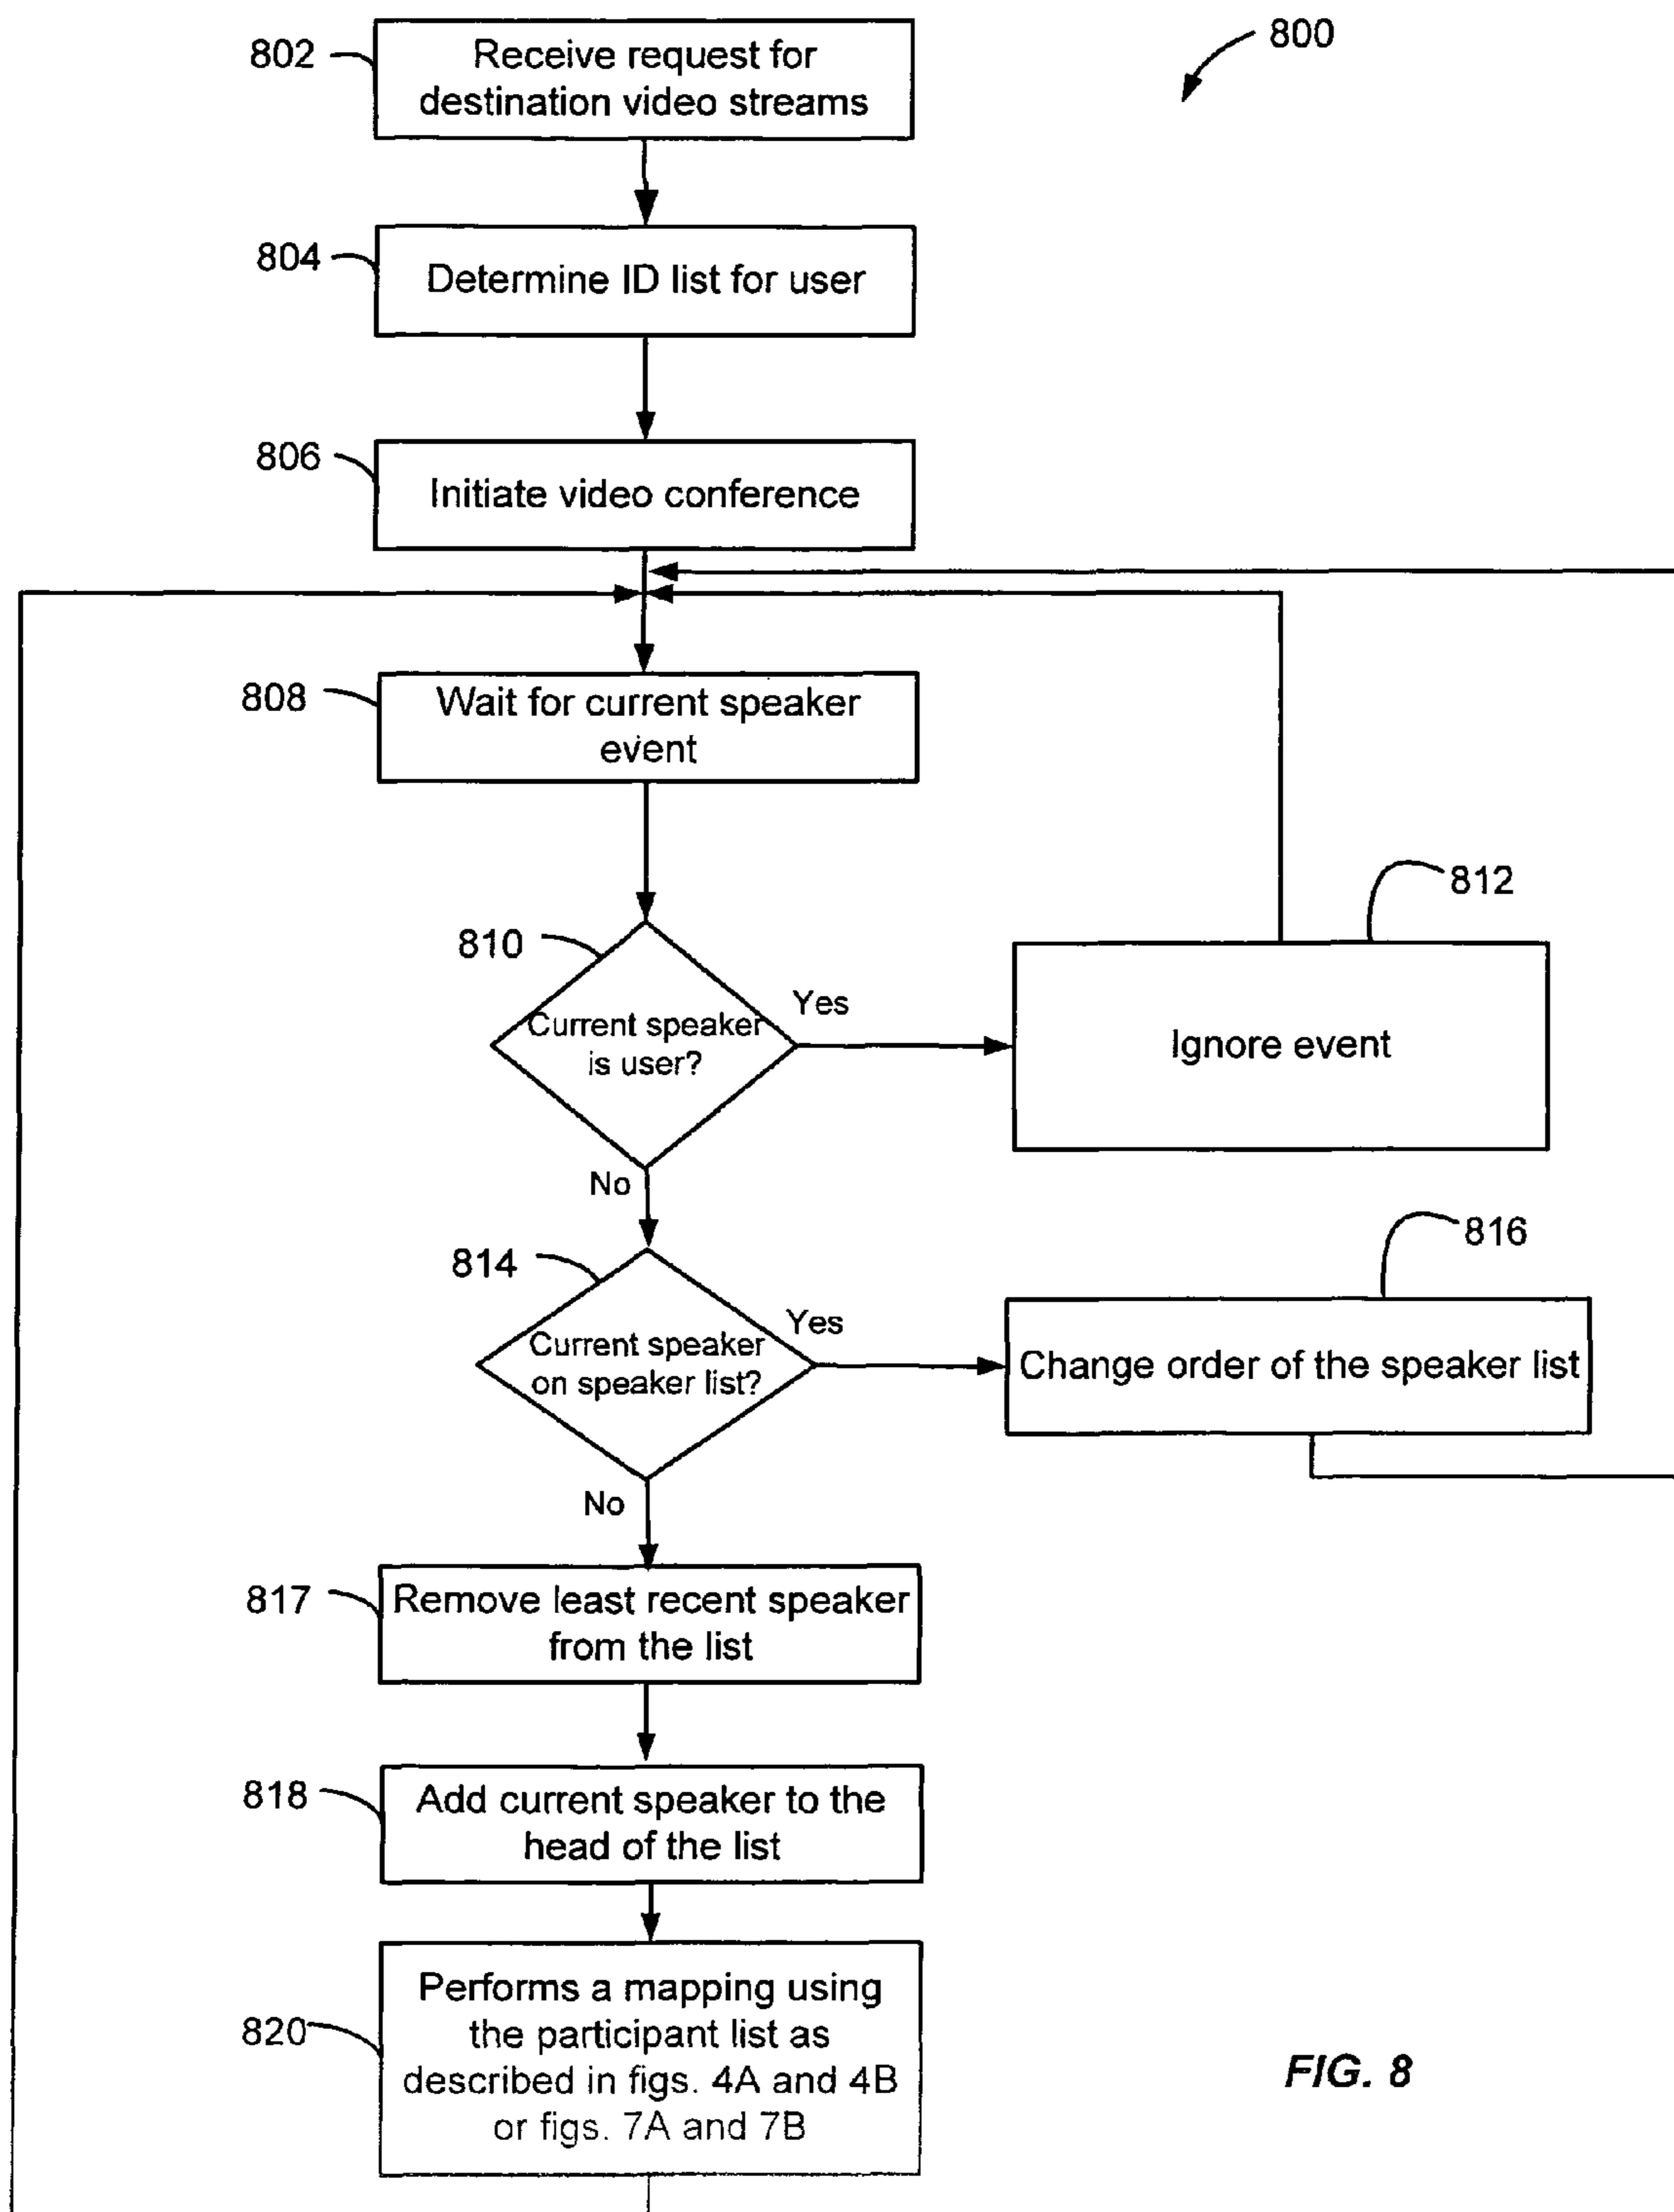 800
802
Receive request for
destination video streams
804
Determine ID list for user
806
Initiate video conference
808
Wait for current speaker
event
810
Current speaker
is user?
Yes
812
Ignore event
No
814
Current speaker
on speaker list?
Yes
816
Change order of the speaker list
No
817
Remove least recent speaker
from the list
818
Add current speaker to the
head of the list
820
Performs a mapping using
the participant list as
described in figs. 4A and 4B
or figs. 7A and 7B
FIG. 8